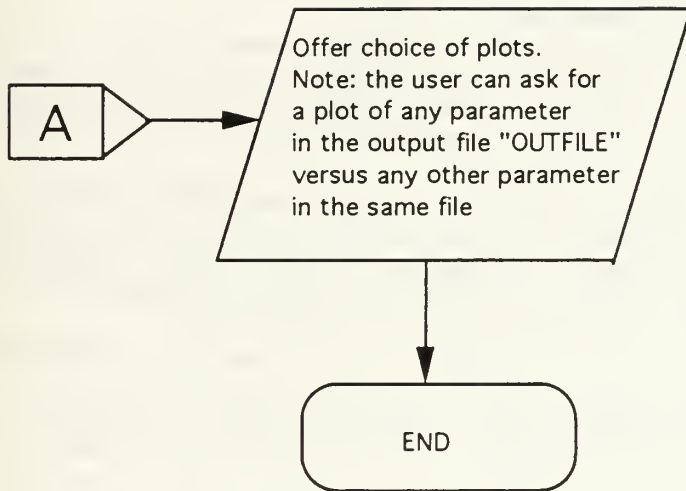 A
Offer choice of plots.
Note: the user can ask for
a plot of any parameter
in the output file "OUTFILE"
versus any other parameter
in the same file
END